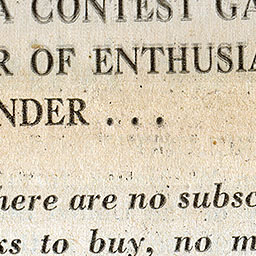 A CONTEST GA
R OF ENTHUSIA
NDER . . .
here are no subsc
ks to buy, no m